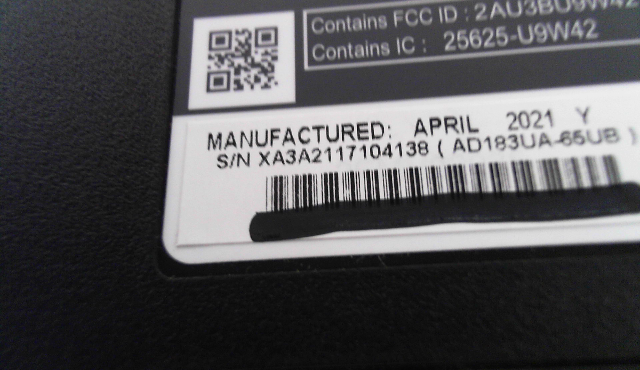 Contains FCC ID : 2AU3BU9W42
Contains IC : 25625-U9W42
MANUFACTURED: APRIL 2021 Y
S/N XA3A2117104138 ( AD183UA-65UB )